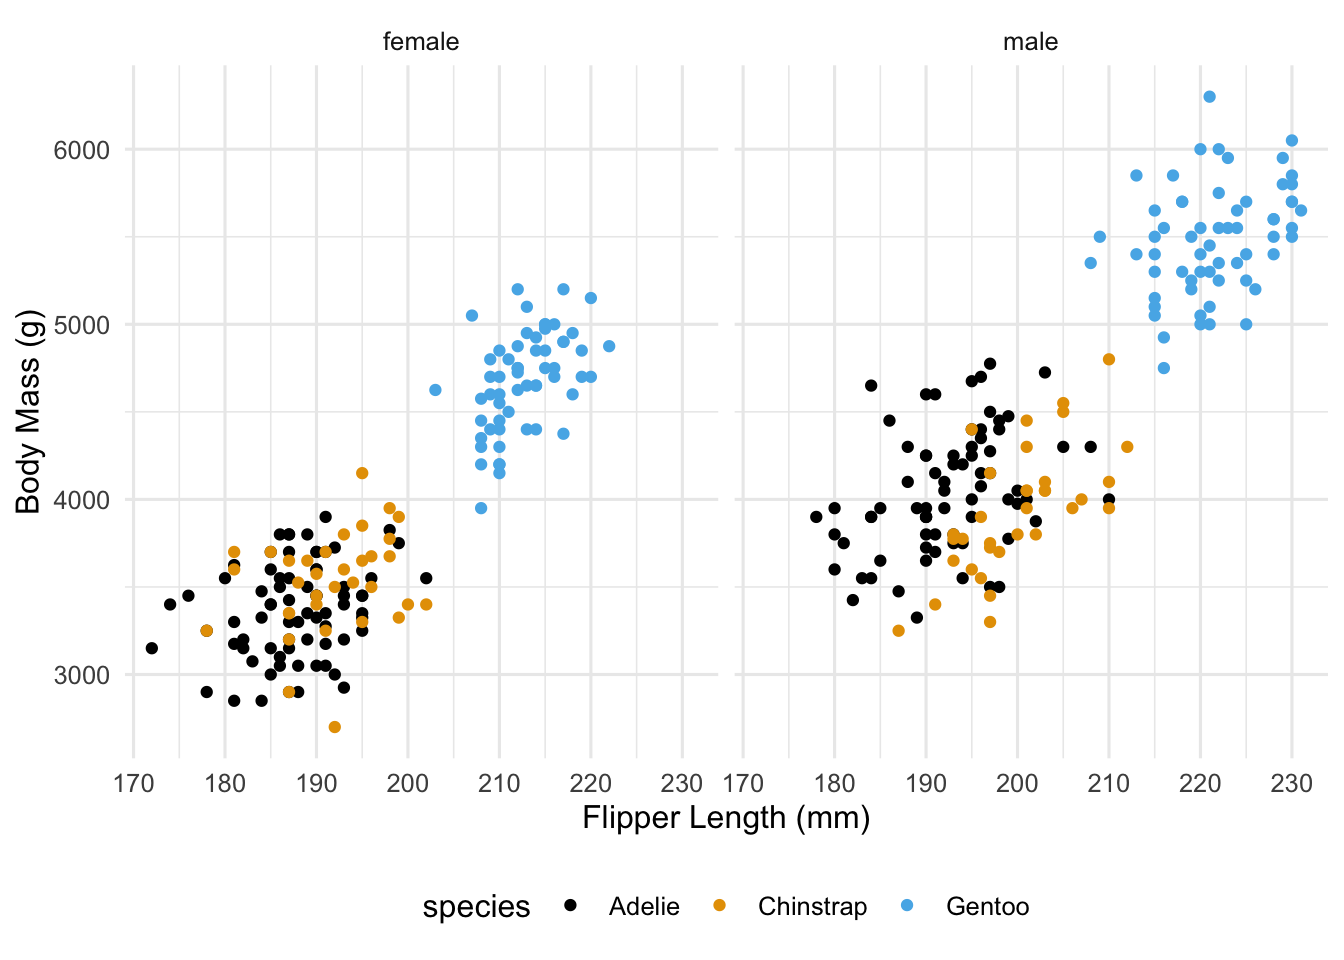 female male
6000
5000
4000
3000
Body Mass (g)
170 180 190 200 210 220 230 170 180 190 200 210 220 230
Flipper Length (mm)
species Adelie Chinstrap Gentoo